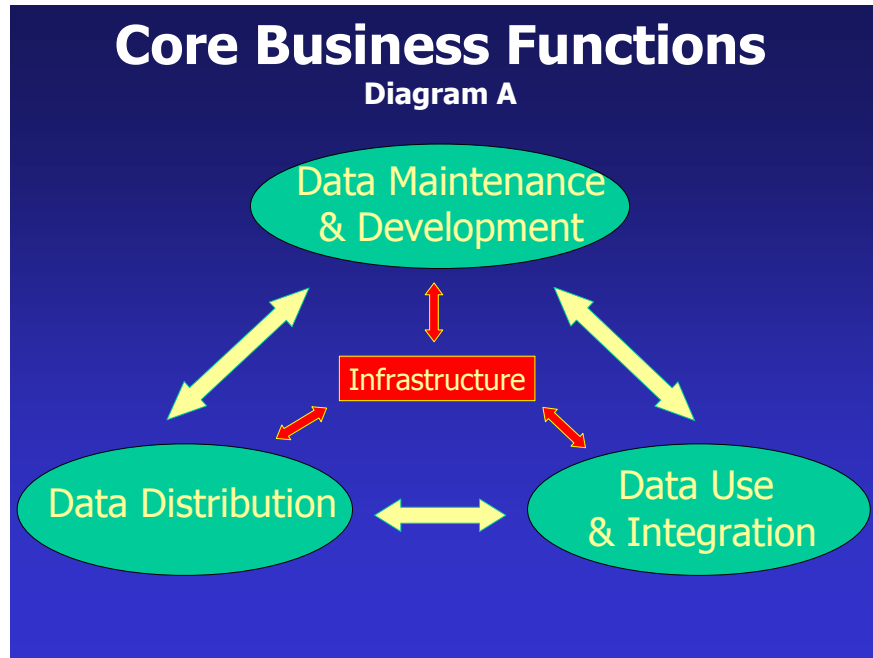 Core Business Functions
Diagram A
Data Maintenance
& Development
Infrastructure
Data Distribution
Data Use
& Integration